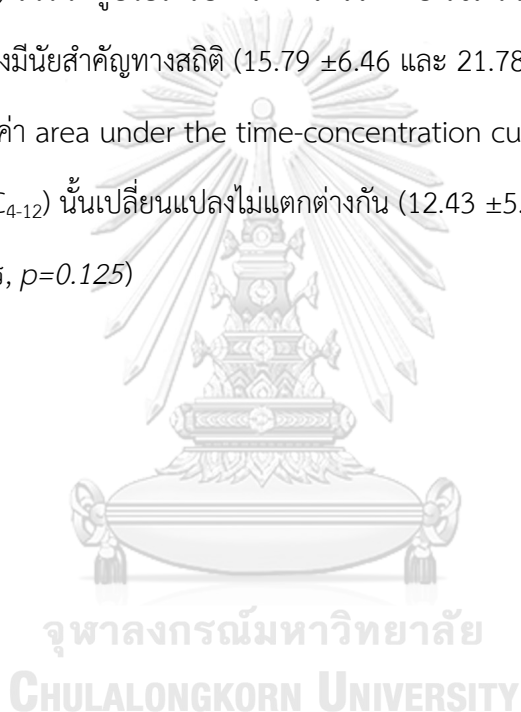 งมีนัยสำคัญทางสถิติ (15.79 ±6.46 และ 21.78
ค่า area under the time-concentration cu
C₄₋₁₂) นั้นเปลี่ยนแปลงไม่แตกต่างกัน (12.43 ±5.
ร, p=0.125)
จุฬาลงกรณ์มหาวิทยาลัย
CHULALONGKORN UNIVERSITY